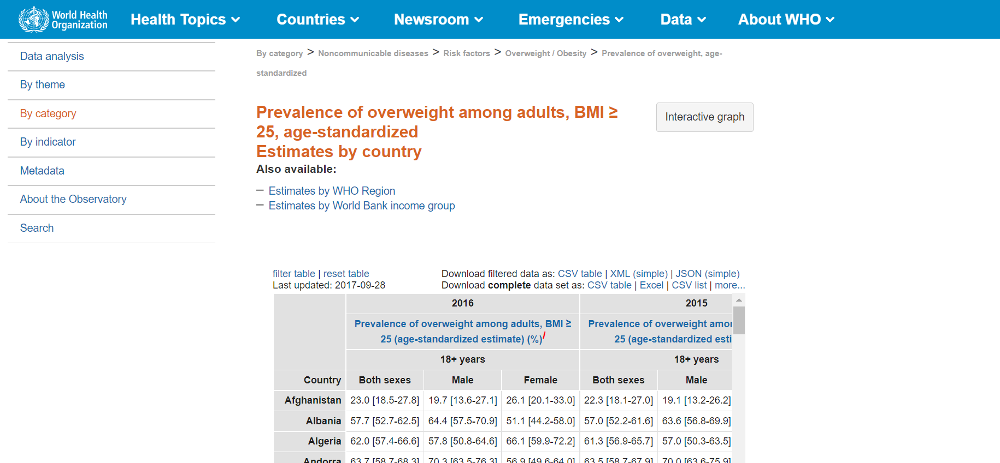 World Health
Organization
Health Topics
Countries
Newsroom
Emergencies
Data
About WHO
Data analysis
By theme
By category
By indicator
Metadata
About the Observatory
Search
By category > Noncommunicable diseases > Risk factors > Overweight / Obesity > Prevalence of overweight, age-
standardized
Prevalence of overweight among adults, BMI ≥
25, age-standardized
Estimates by country
Interactive graph
Also available:
– Estimates by WHO Region
– Estimates by World Bank income group
filter table | reset table
Last updated: 2017-09-28
Download filtered data as: CSV table | XML (simple) | JSON (simple)
Download complete data set as: CSV table | Excel | CSV list | more...
2016 2015
Prevalence of overweight among adults, BMI ≥ Prevalence of overweight amon
25 (age-standardized estimate) (%)i 25 (age-standardized esti
18+ years 18+ years
Country Both sexes Male Female Both sexes Male
Afghanistan 23.0 [18.5-27.8] 19.7 [13.6-27.1] 26.1 [20.1-33.0] 22.3 [18.1-27.0] 19.1 [13.2-26.2]
Albania 57.7 [52.7-62.5] 64.4 [57.5-70.9] 51.1 [44.2-58.0] 57.0 [52.2-61.6] 63.6 [56.8-69.9]
Algeria 62.0 [57.4-66.6] 57.8 [50.8-64.6] 66.1 [59.9-72.2] 61.3 [56.9-65.7] 57.0 [50.3-63.5]
Andorra 63.7 [58.7-68.3] 70.3 [63.5-76.3] 56.9 [49.6-64.0] 63.5 [58.7-67.9] 70.0 [63.6-75.9]